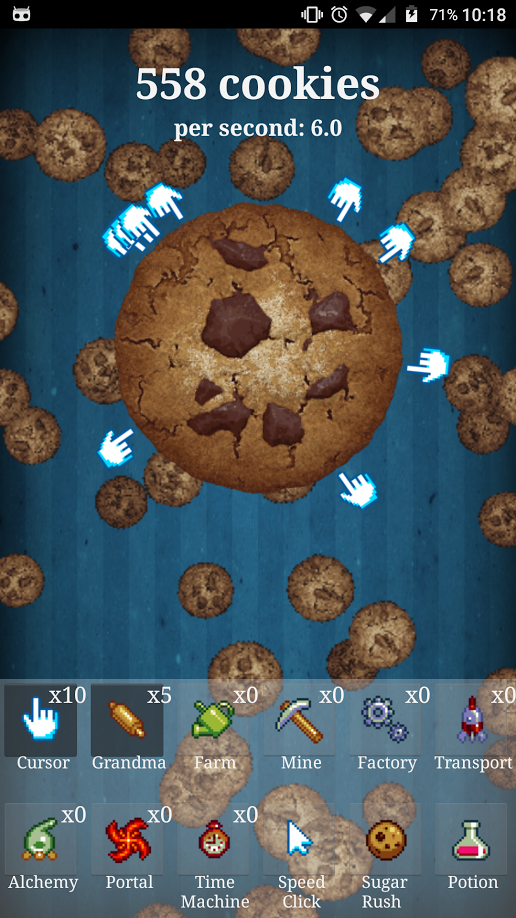 71% 10:18
558 cookies
per second: 6.0
x10 x5 x0 x0 x0 x0
Cursor Grandma Farm Mine Factory Transport
x0 x0 x0
Alchemy Portal Time Machine Speed Click Sugar Rush Potion